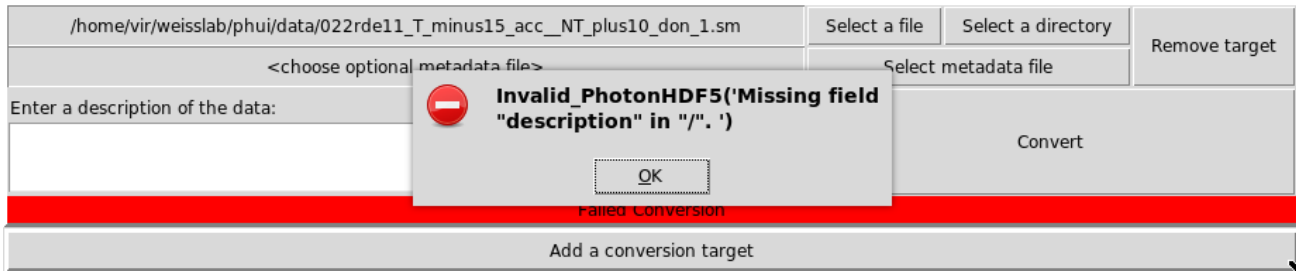 /home/vir/weisslab/phui/data/022rde11_T_minus15_acc__NT_plus10_don_1.sm
Select a file
Select a directory
Remove target
<choose optional metadata file>
Select metadata file
Enter a description of the data:
Invalid_PhotonHDF5('Missing field
"description" in "/". ')
OK
Convert
Failed Conversion
Add a conversion target